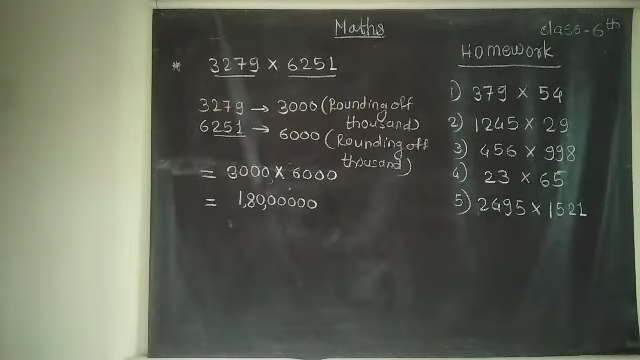 Maths
class-6th
* 3279 × 6251
3279 → 3000 (Rounding off
thousand)
6251 → 6000 (Rounding off
thousand)
= 3000 × 6000
= 1,80,00000
Homework
1) 379 × 54
2) 1245 × 29
3) 456 × 998
4) 23 × 65
5) 2495 × 1521